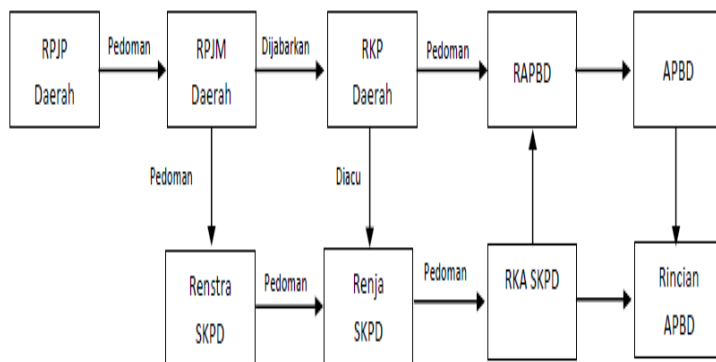 RPJP
Daerah
Pedoman
RPJM
Daerah
Dijabarkan
RKP
Daerah
Pedoman
RAPBD
APBD
Pedoman
Diacu
Renstra
SKPD
Pedoman
Renja
SKPD
Pedoman
RKA SKPD
Rincian
APBD